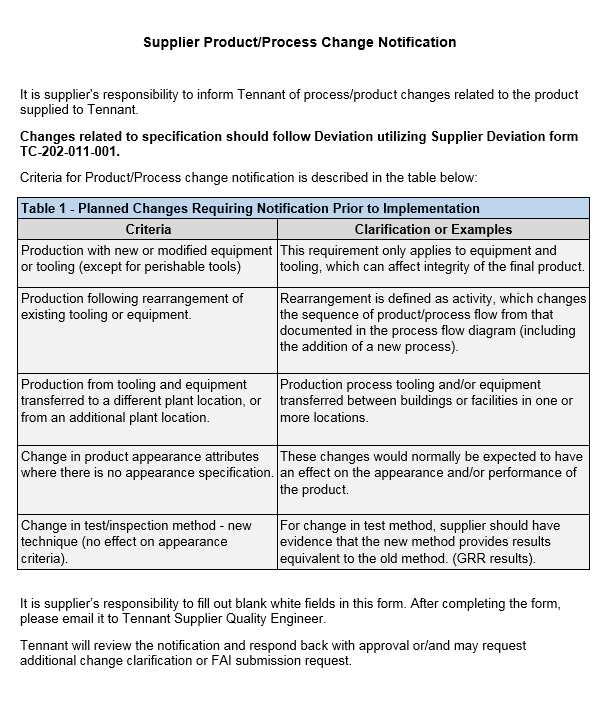 Supplier Product/Process Change Notification
It is supplier's responsibility to inform Tennant of process/product changes related to the product
supplied to Tennant.
Changes related to specification should follow Deviation utilizing Supplier Deviation form
TC-202-011-001.
Criteria for Product/Process change notification is described in the table below:
Table 1 - Planned Changes Requiring Notification Prior to Implementation
Criteria
Clarification or Examples
Production with new or modified equipment
or tooling (except for perishable tools)
This requirement only applies to equipment and
tooling, which can affect integrity of the final product.
Production following rearrangement of
existing tooling or equipment.
Rearrangement is defined as activity, which changes
the sequence of product/process flow from that
documented in the process flow diagram (including
the addition of a new process).
Production from tooling and equipment
transferred to a different plant location, or
from an additional plant location.
Production process tooling and/or equipment
transferred between buildings or facilities in one or
more locations.
Change in product appearance attributes
where there is no appearance specification.
These changes would normally be expected to have
an effect on the appearance and/or performance of
the product.
Change in test/inspection method - new
technique (no effect on appearance
criteria).
For change in test method, supplier should have
evidence that the new method provides results
equivalent to the old method. (GRR results).
It is supplier's responsibility to fill out blank white fields in this form. After completing the form,
please email it to Tennant Supplier Quality Engineer.
Tennant will review the notification and respond back with approval or/and may request
additional change clarification or FAI submission request.